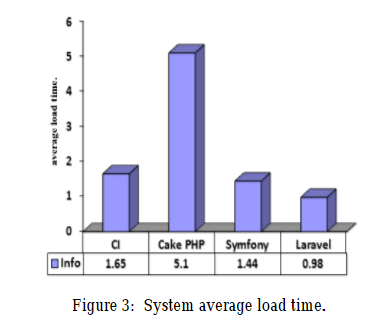 6
5
4
3
2
1
0
average load time.
CI Cake PHP Symfony Laravel
Info 1.65 5.1 1.44 0.98
Figure 3: System average load time.